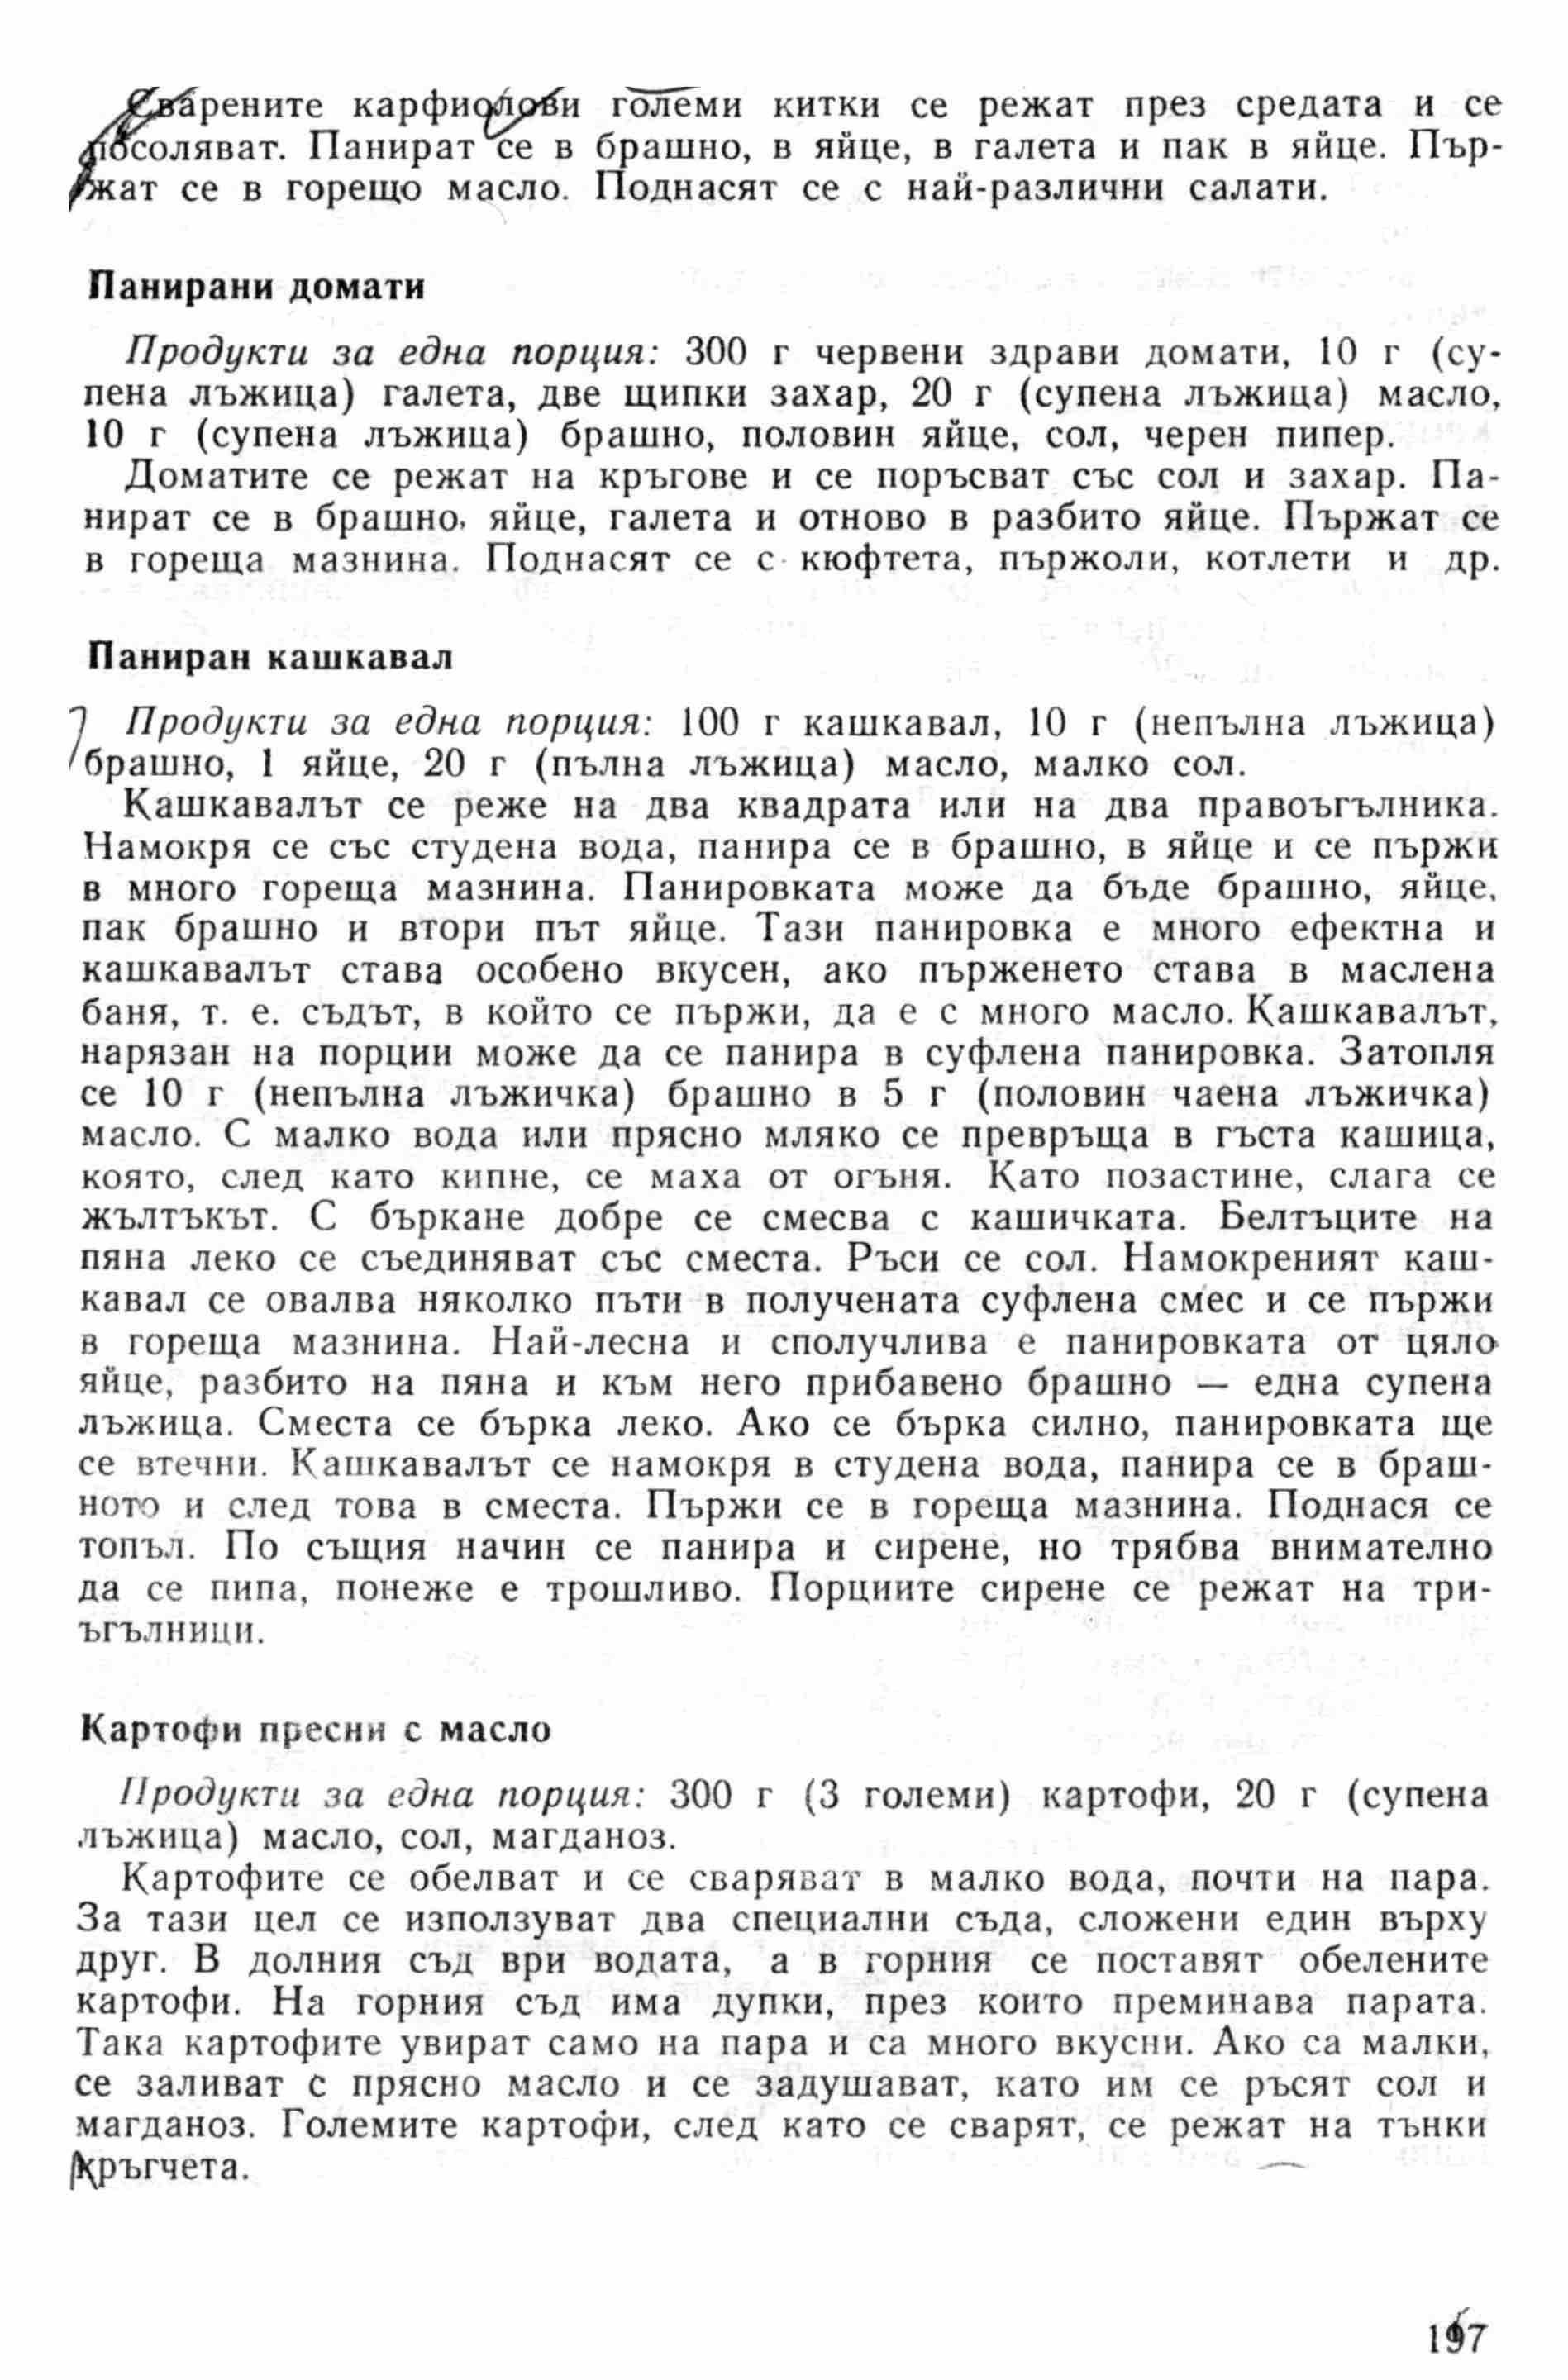 Сварените карфиолови големи китки се режат през средата и се
посоляват. Панират се в брашно, в яйце, в галета и пак в яйце. Пър-
жат се в горещо масло. Поднасят се с най-различни салати.
Панирани домати
Продукти за една порция: 300 г червени здрави домати, 10 г (су-
пена лъжица) галета, две щипки захар, 20 г (супена лъжица) масло,
10 г (супена лъжица) брашно, половин яйце, сол, черен пипер.
Доматите се режат на кръгове и се поръсват със сол и захар. Па-
нират се в брашно, яйце, галета и отново в разбито яйце. Пържат се
в гореща мазнина. Поднасят се с кюфтета, пържоли, котлети и др.
Паниран кашкавал
Продукти за една порция: 100 г кашкавал, 10 г (непълна лъжица)
брашно, 1 яйце, 20 г (пълна лъжица) масло, малко сол.
Кашкавалът се реже на два квадрата или на два правоъгълника.
Намокря се със студена вода, панира се в брашно, в яйце и се пържи
в много гореща мазнина. Панировката може да бъде брашно, яйце,
пак брашно и втори път яйце. Тази панировка е много ефектна и
кашкавалът става особено вкусен, ако пърженето става в маслена
баня, т. е. съдът, в който се пържи, да е с много масло. Кашкавалът,
нарязан на порции може да се панира в суфлена панировка. Затопля
се 10 г (непълна лъжичка) брашно в 5 г (половин чаена лъжичка)
масло. С малко вода или прясно мляко се превръща в гъста кашица,
която, след като кипне, се маха от огъня. Като позастине, слага се
жълтъкът. С бъркане добре се смесва с кашичката. Белтъците на
пяна леко се съединяват със сместа. Ръси се сол. Намокреният каш-
кавал се овалва няколко пъти в получената суфлена смес и се пържи
в гореща мазнина. Най-лесна и сполучлива е панировката от цяло
яйце, разбито на пяна и към него прибавено брашно — една супена
лъжица. Сместа се бърка леко. Ако се бърка силно, панировката ще
се втечни. Кашкавалът се намокря в студена вода, панира се в браш-
ното и след това в сместа. Пържи се в гореща мазнина. Поднася се
топъл. По същия начин се панира и сирене, но трябва внимателно
да се пипа, понеже е трошливо. Порциите сирене се режат на три-
ъгълници.
Картофи пресни с масло
Продукти за една порция: 300 г (3 големи) картофи, 20 г (супена
лъжица) масло, сол, магданоз.
Картофите се обелват и се сваряват в малко вода, почти на пара.
За тази цел се използуват два специални съда, сложени един върху
друг. В долния съд ври водата, а в горния се поставят обелените
картофи. На горния съд има дупки, през които преминава парата.
Така картофите увират само на пара и са много вкусни. Ако са малки,
се заливат с прясно масло и се задушават, като им се ръсят сол и
магданоз. Големите картофи, след като се сварят, се режат на тънки
кръгчета.
197